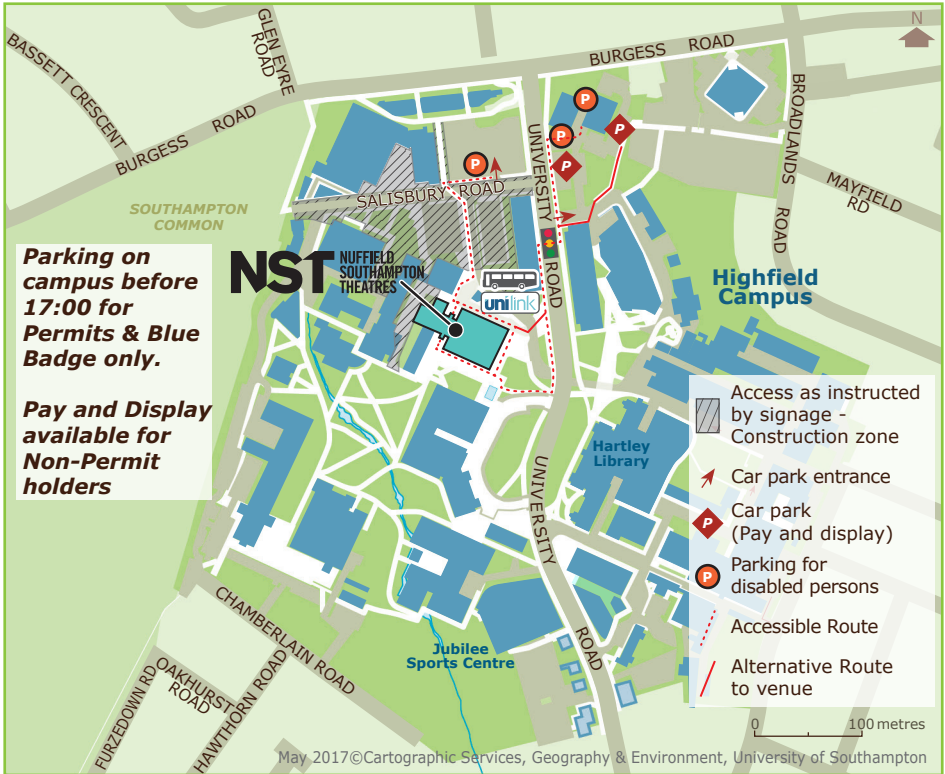 N
BURGESS ROAD
GLEN EYRE
ROAD
BASSETT CRESCENT
BURGESS ROAD
BROADLANDS
ROAD
MAYFIELD
RD
P
P
P
P
P
UNIVERSITY
ROAD
SALISBURY ROAD
SOUTHAMPTON
COMMON
Parking on
campus before
17:00 for
Permits & Blue
Badge only.
Pay and Display
available for
Non-Permit
holders
NST NUFFIELD
SOUTHAMPTON
THEATRES
unilink
Highfield
Campus
Hartley
Library
UNIVERSITY
ROAD
Jubilee
Sports Centre
CHAMBERLAIN ROAD
OAKHURST
ROAD
FURZEDOWN RD
HAWTHORN ROAD
Access as instructed
by signage -
Construction zone
Car park entrance
P
Car park
(Pay and display)
P
Parking for
disabled persons
Accessible Route
Alternative Route
to venue
0 100 metres
May 2017©Cartographic Services, Geography & Environment, University of Southampton